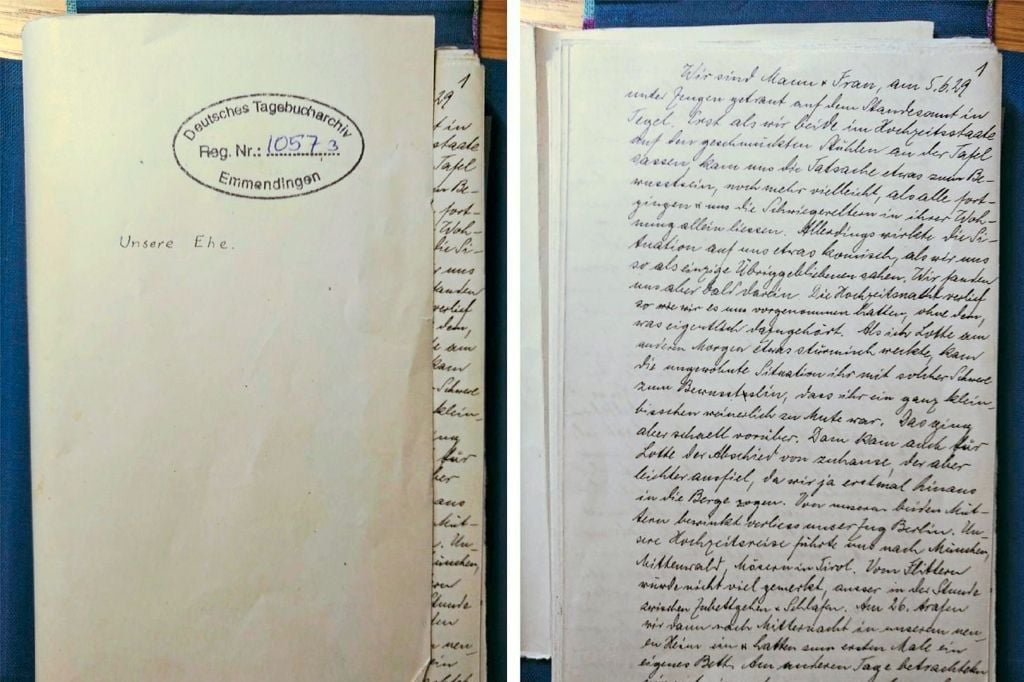 Deutsches Tagebucharchiv
Reg. Nr.: 1057 3
Emmendingen
Unsere Ehe.
1
Wir sind Mann + Frau, am 5.6.29
unter Zeugen getraut auf dem Standesamt in
Tegel. Erst als wir beide im Hochzeitsstaate
auf den geschmückten Stühlen an der Tafel
sassen, kam uns die Tatsache etwas zum Be-
wusstsein, noch mehr vielleicht, als alle fort-
gingen + uns die Schwiegereltern in ihrer Woh-
nung allein liessen. Allerdings wirkte die Si-
tuation auf uns etwas komisch, als wir uns
so als einzige Übriggebliebenen sahen. Wir fanden
uns aber bald darein. Die Hochzeitsnacht verlief
so wie wir es uns vorgenommen hatten, ohne dem,
was eigentlich dazugehört. Als ich Lotte am
anderen Morgen etwas stürmisch weckte, kam
die ungewohnte Situation ihr mit solcher Schwere
zum Bewusstsein, dass ihr ein ganz klein-
bisschen weinerlich zu Mute war. Das ging
aber schnell vorüber. Dann kam auch für
Lotte der Abschied von zuhause, der aber
leichter ausfiel, da wir ja erstmal hinaus
in die Berge zogen. Von unseren beiden Müt-
tern bewinkt verliess unser Zug Berlin. Un-
sere Hochzeitsreise führte uns nach München,
Mittenwald, Mösern in Tirol. Vom Flittern
wurde nicht viel gemerkt, ausser in der Stunde
zwischen Zubettgehen + Schlafen. Am 26. trafen
wir dann nach Mitternacht in unserem neu-
en Heim ein + hatten zum ersten Male ein
eigenes Bett. Am anderen Tage betrachteten